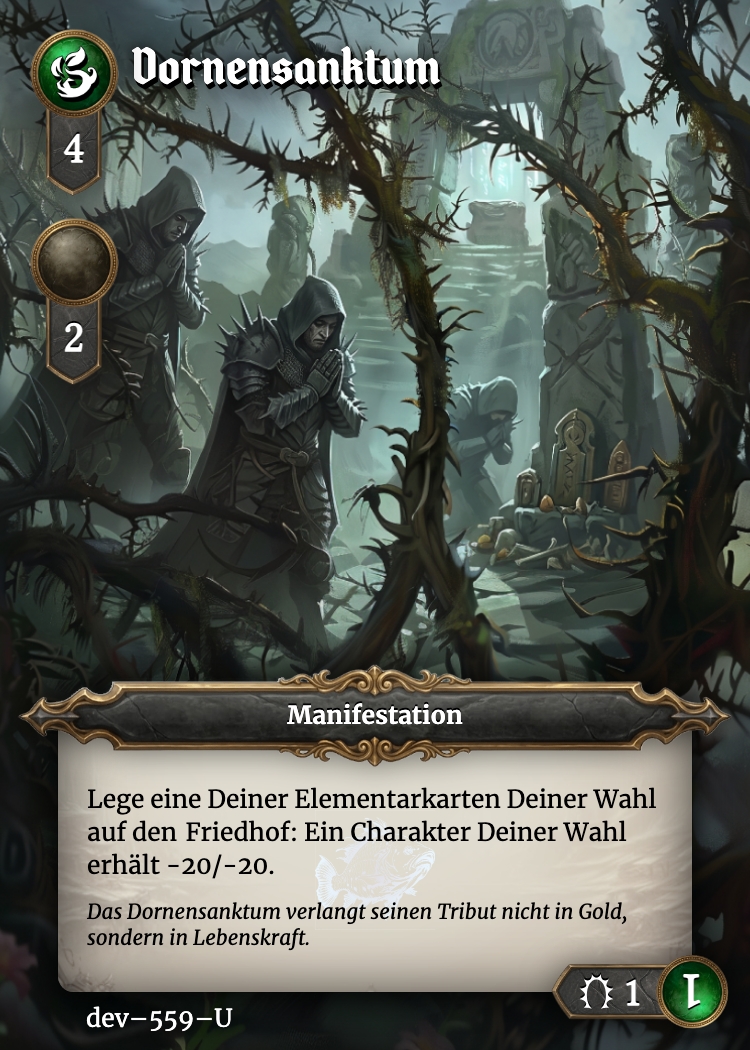 Dornensanktum
4
2
Manifestation
Lege eine Deiner Elementarkarten Deiner Wahl
auf den Friedhof: Ein Charakter Deiner Wahl
erhält -20/-20.
Das Dornensanktum verlangt seinen Tribut nicht in Gold,
sondern in Lebenskraft.
1
dev–559–U